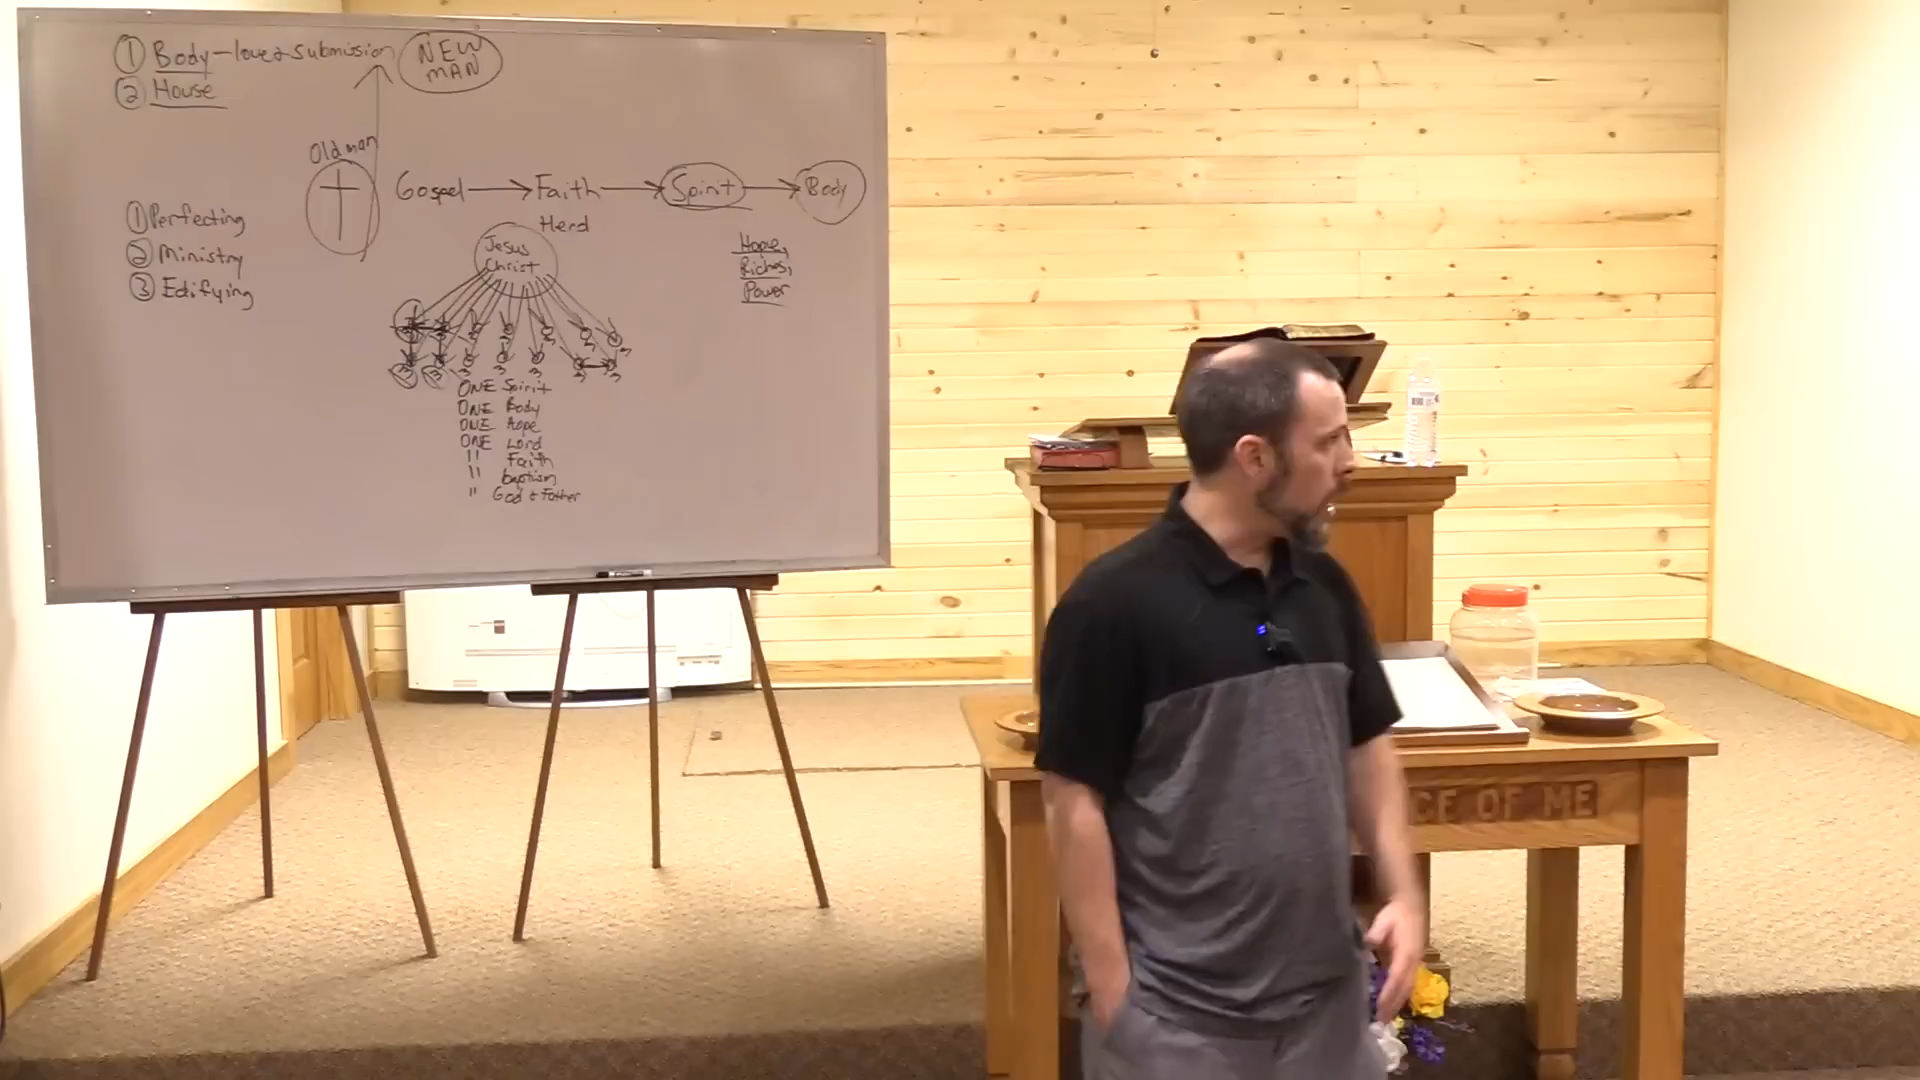 ① Body - love & submission
NEW MAN
② House
Old man
Gospel → Faith → Spirit → Body
Head
① Perfecting
② Ministry
③ Edifying
Jesus Christ
Hope,
Riches,
Power
ONE Spirit
ONE Body
ONE Hope
ONE Lord
" Faith
" baptism
" God & Father
CE OF ME